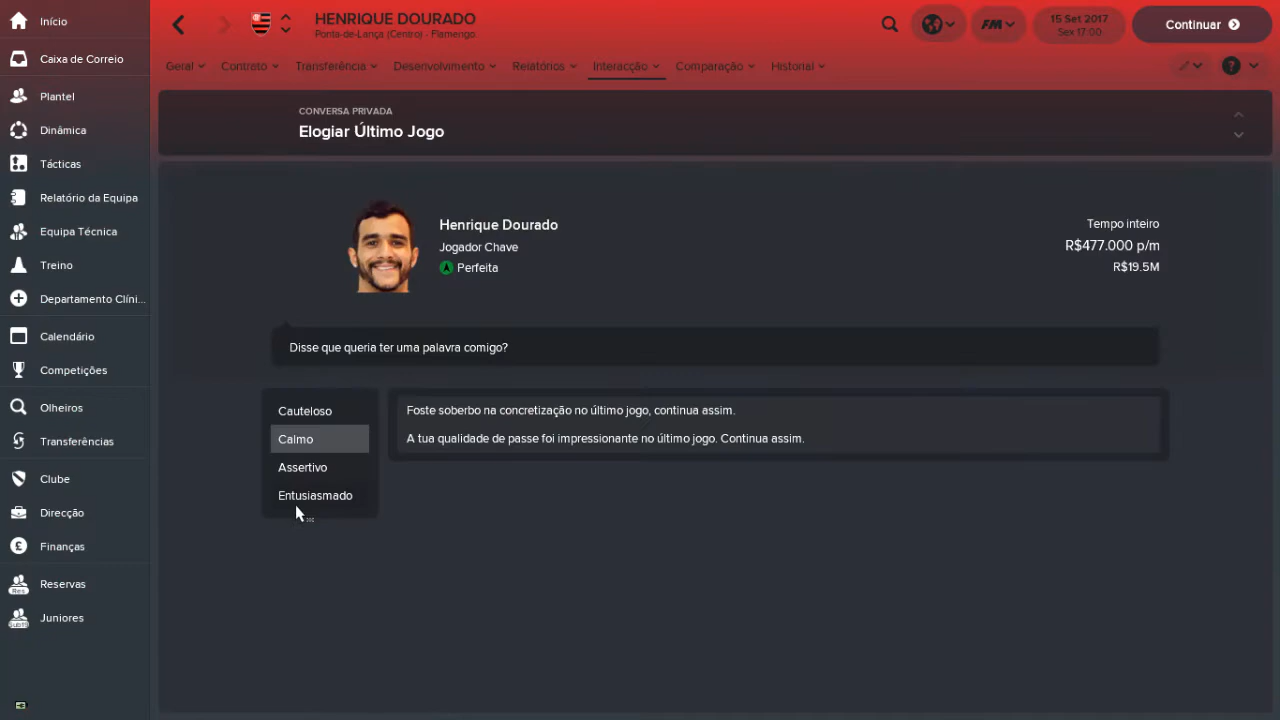 Início
Caixa de Correio
Plantel
Dinâmica
Tácticas
Relatório da Equipa
Equipa Técnica
Treino
Departamento Clíni...
Calendário
Competições
Olheiros
Transferências
Clube
Direcção
Finanças
Reservas
Juniores
HENRIQUE DOURADO
Ponta-de-Lança (Centro) - Flamengo
FM
15 Set 2017
Sex 17:00
Continuar
Geral
Contrato
Transferência
Desenvolvimento
Relatórios
Interacção
Comparação
Historial
CONVERSA PRIVADA
Elogiar Último Jogo
Henrique Dourado
Jogador Chave
Perfeita
Tempo inteiro
R$477.000 p/m
R$19.5M
Disse que queria ter uma palavra comigo?
Cauteloso
Calmo
Assertivo
Entusiasmado
Foste soberbo na concretização no último jogo, continua assim.
A tua qualidade de passe foi impressionante no último jogo. Continua assim.